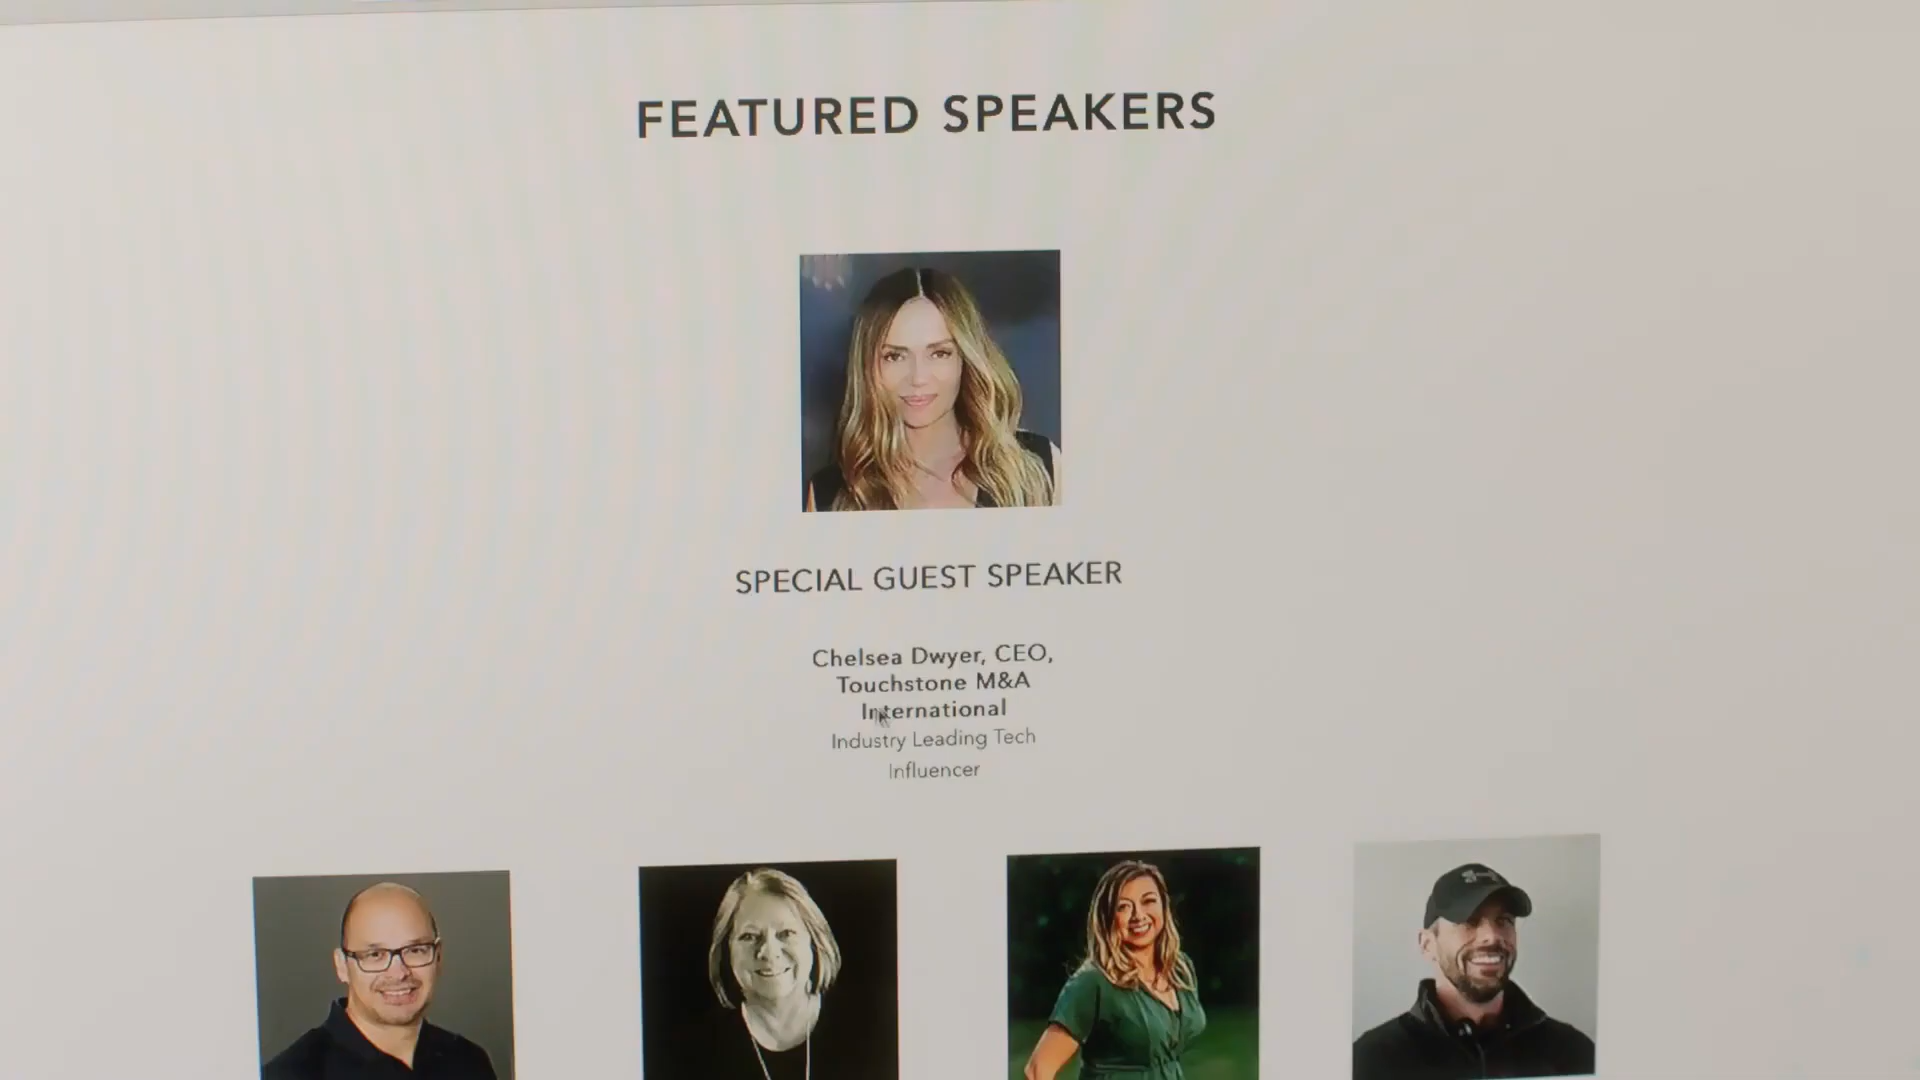 FEATURED SPEAKERS
SPECIAL GUEST SPEAKER
Chelsea Dwyer, CEO,
Touchstone M&A
International
Industry Leading Tech
Influencer